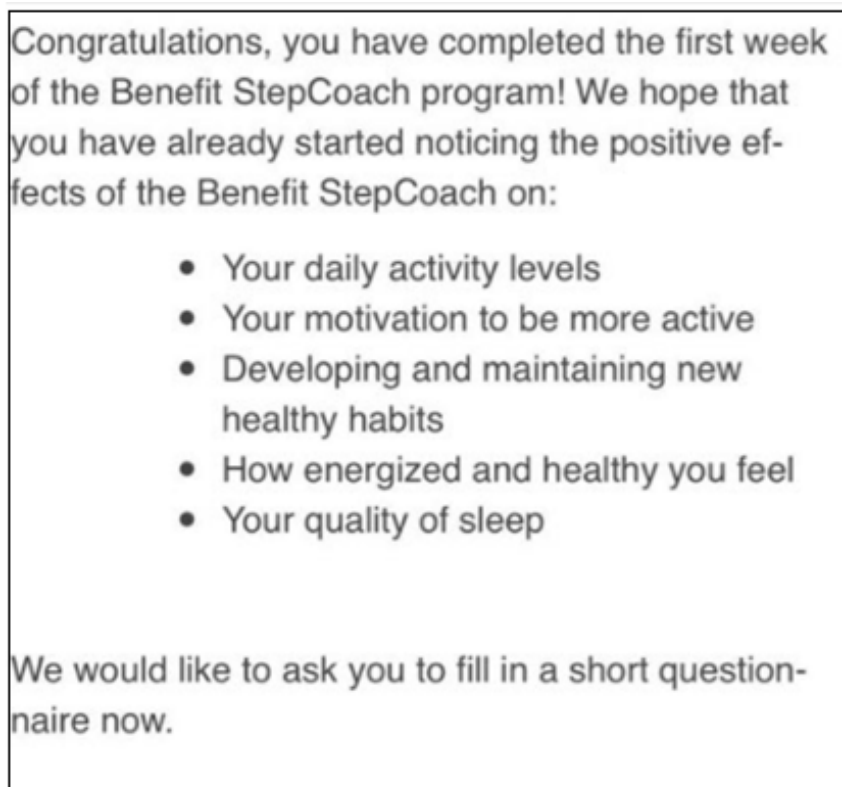 Congratulations, you have completed the first week
of the Benefit StepCoach program! We hope that
you have already started noticing the positive ef-
fects of the Benefit StepCoach on:
• Your daily activity levels
• Your motivation to be more active
• Developing and maintaining new
healthy habits
• How energized and healthy you feel
• Your quality of sleep
We would like to ask you to fill in a short question-
naire now.